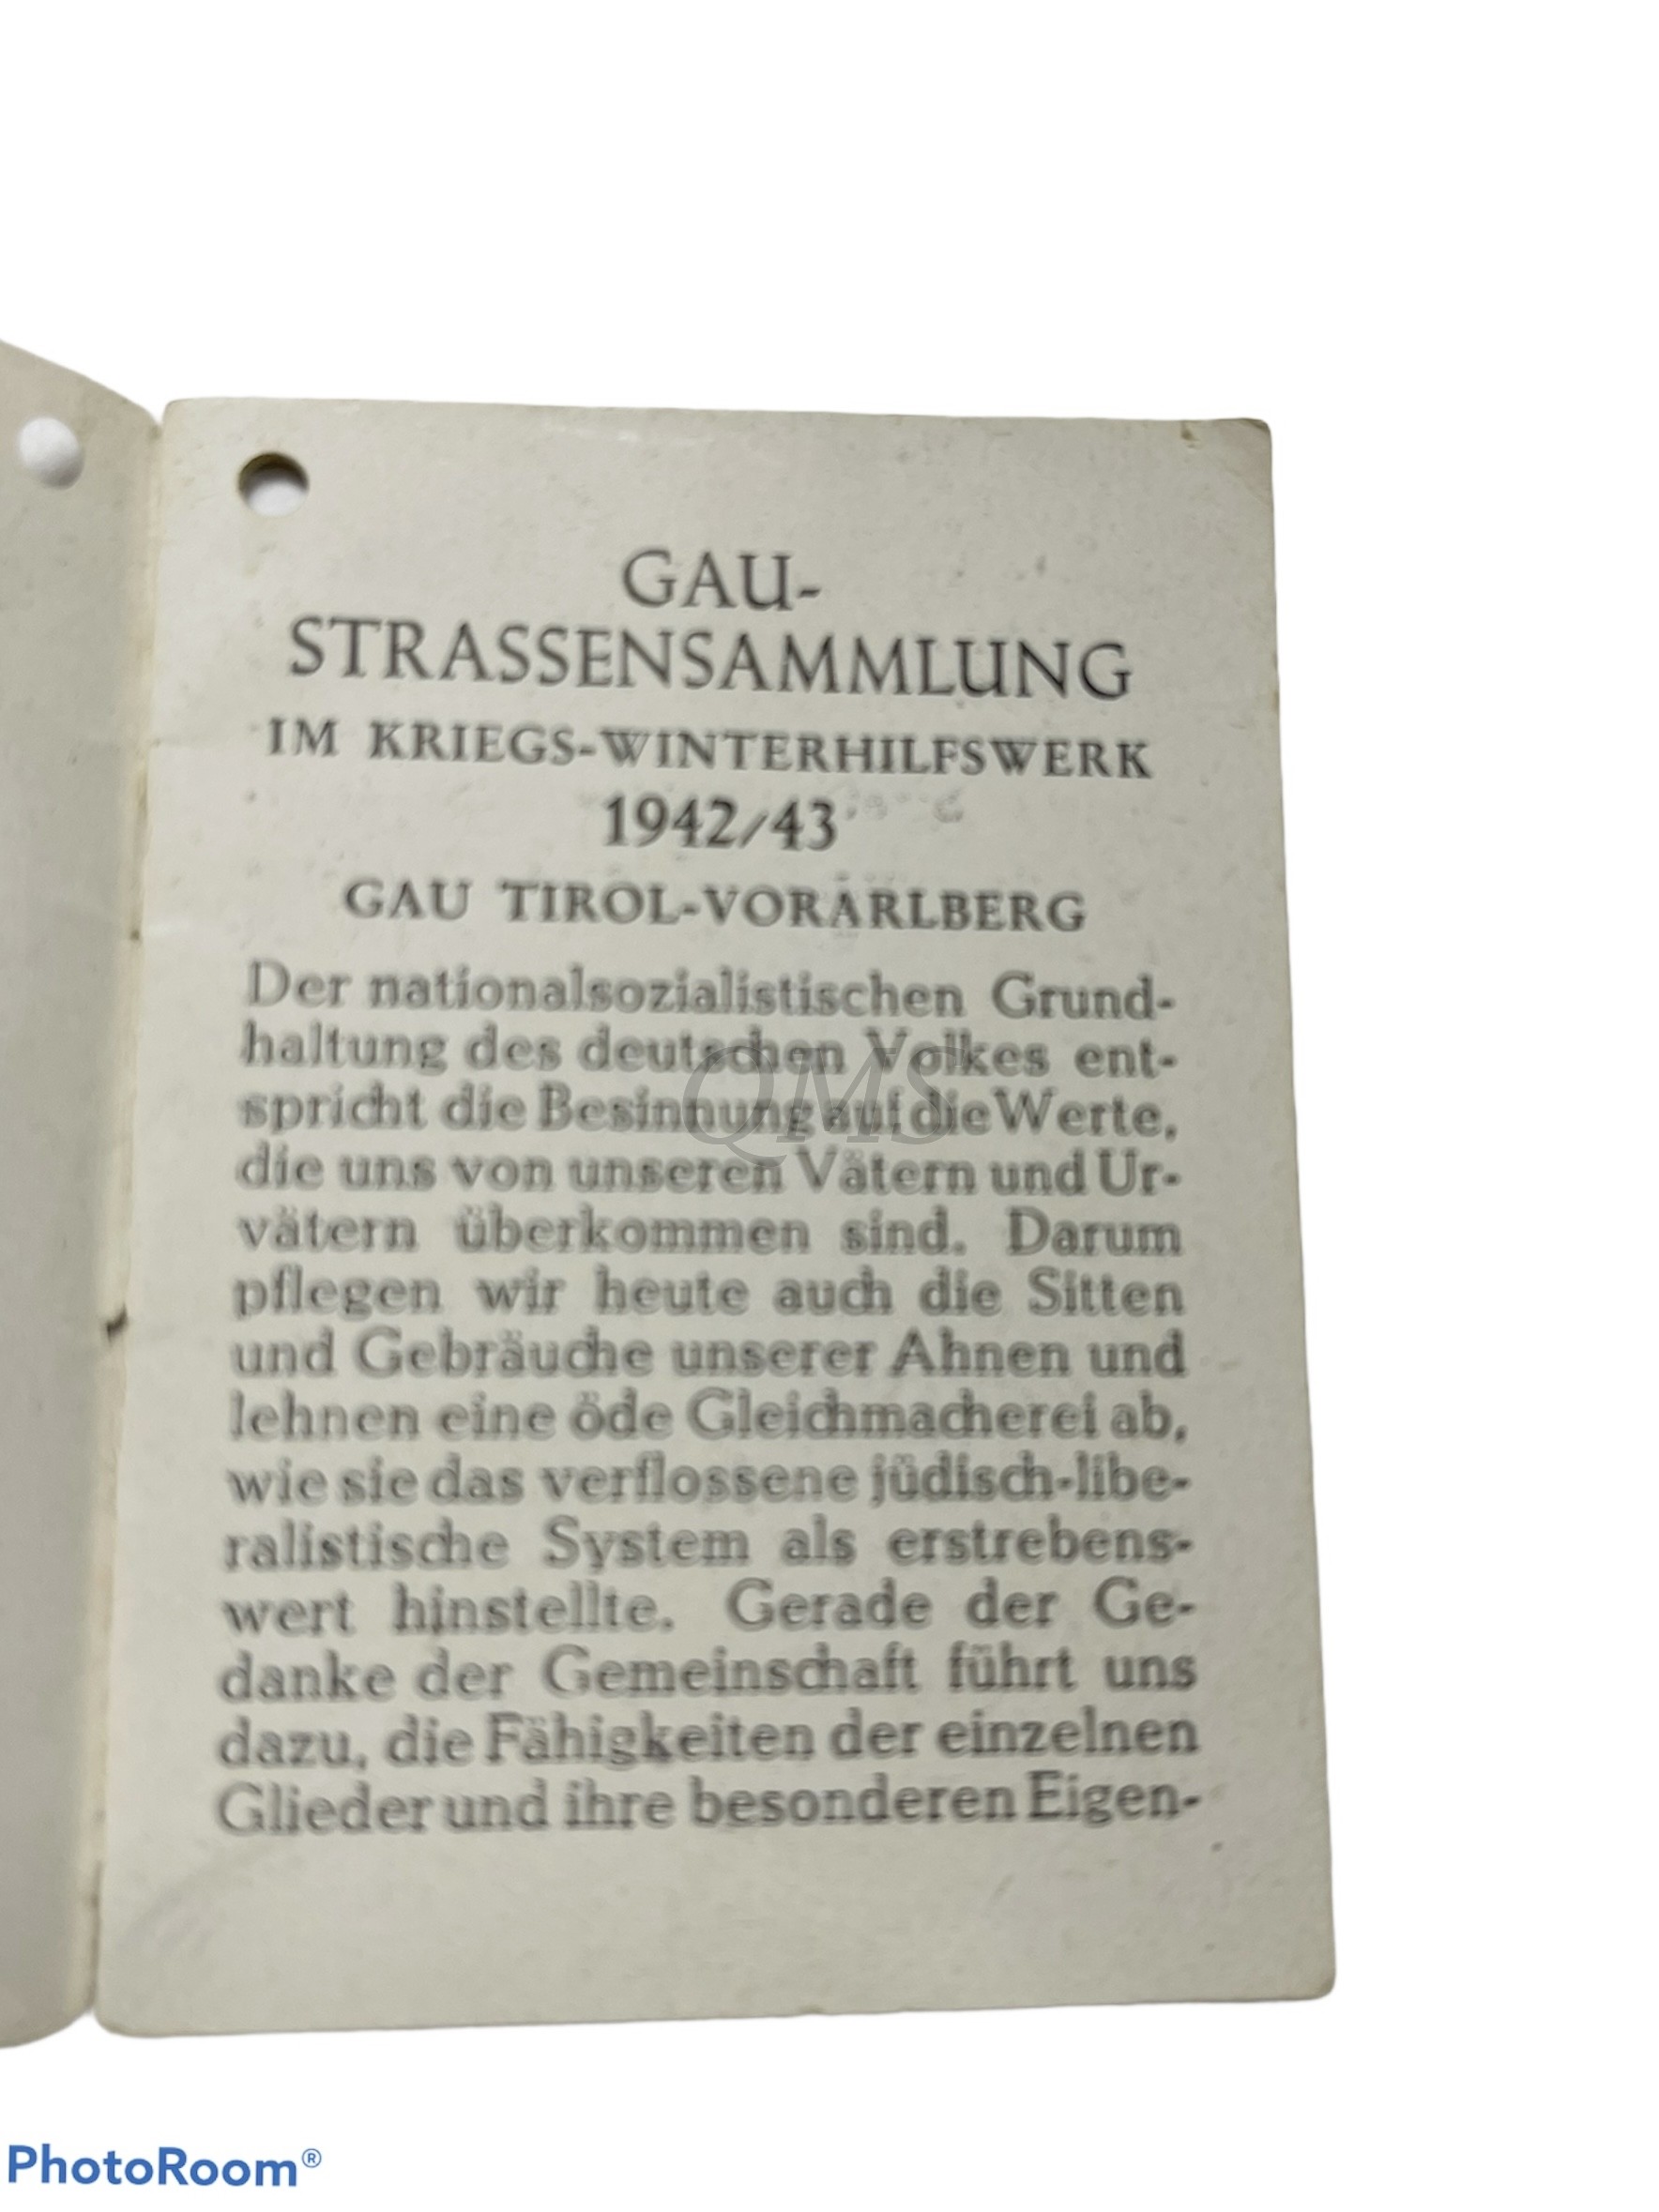 GAU-
STRASSENSAMMLUNG
IM KRIEGS-WINTERHILFSWERK
1942/43
GAU TIROL-VORARLBERG
Der nationalsozialistischen Grund-
haltung des deutschen Volkes ent-
spricht die Besinnung auf die Werte,
die uns von unseren Vätern und Ur-
vätern überkommen sind. Darum
pflegen wir heute auch die Sitten
und Gebräuche unserer Ahnen und
lehnen eine öde Gleichmacherei ab,
wie sie das verflossene jüdisch-libe-
ralistische System als erstrebens-
wert hinstellte. Gerade der Ge-
danke der Gemeinschaft führt uns
dazu, die Fähigkeiten der einzelnen
Glieder und ihre besonderen Eigen-
QMS
PhotoRoom®